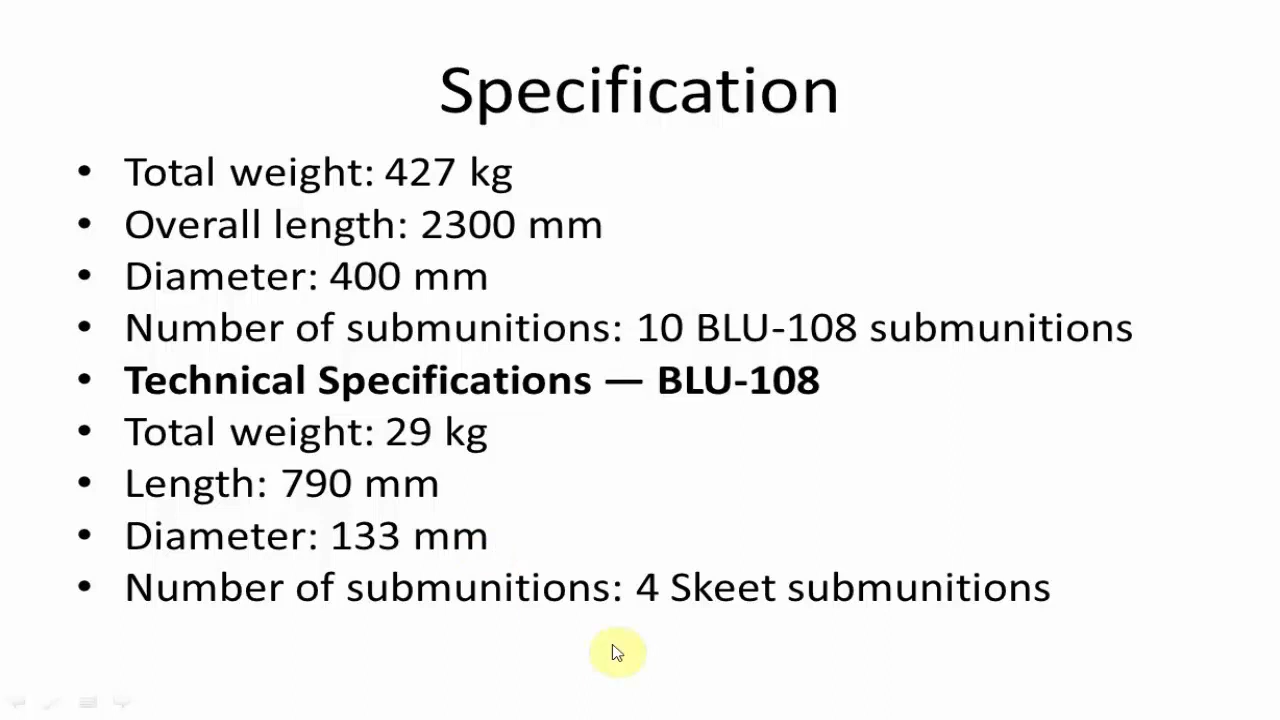 Specification
• Total weight: 427 kg
• Overall length: 2300 mm
• Diameter: 400 mm
• Number of submunitions: 10 BLU-108 submunitions
• Technical Specifications — BLU-108
• Total weight: 29 kg
• Length: 790 mm
• Diameter: 133 mm
• Number of submunitions: 4 Skeet submunitions